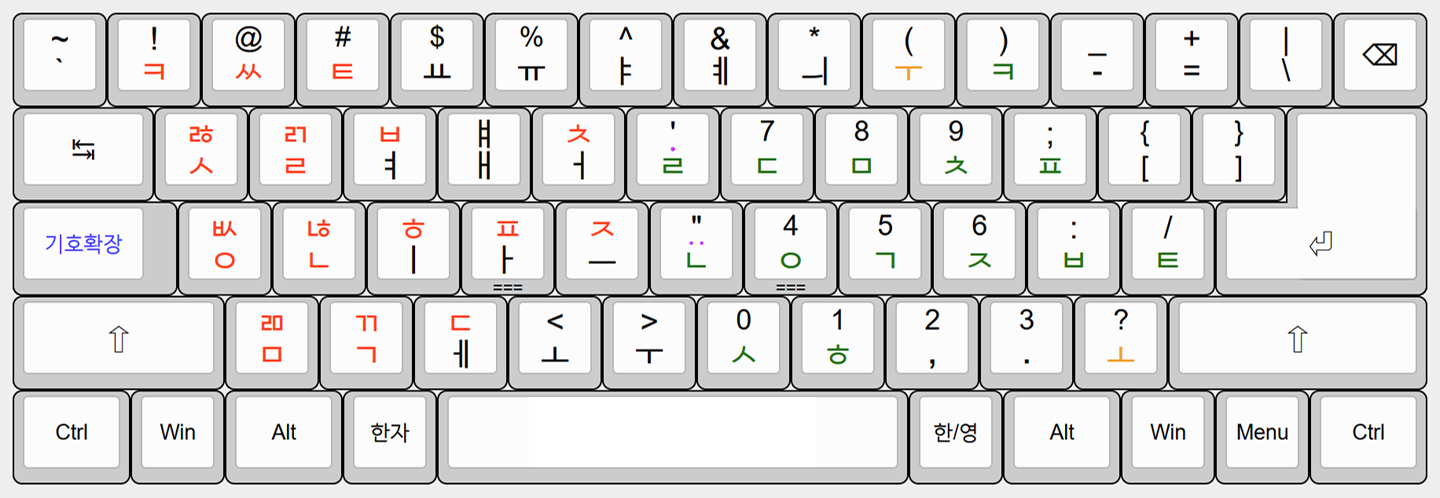 ~ ! @ # $ % ^ & * ( ) _ + | ⌫
` ㅋ ㅆ ㅌ ㅛ ㅠ ㅑ ㅖ ㅢ ㅜ ㅋ - = \
↹ ㅀ ㄺ ㅂ ㅒ ㅊ ' 7 8 9 ; { }
ㅅ ㄹ ㅕ ㅐ ㅓ · ㄹ ㄷ ㅁ ㅊ ㅍ [ ]
기호확장 ㅄ ㄶ ㅎ ㅍ ㅈ " 4 5 6 : / ⏎
ㅇ ㄴ ㅣ ㅏ ㅡ ·· ㄴ ㅇ ㄱ ㅈ ㅂ ㅌ
=== ===
⇧ ㄻ ㄲ ㄷ < > 0 1 2 3 ? ⇧
ㅁ ㄱ ㅔ ㅗ ㅜ ㅅ ㅎ , . ㅗ
Ctrl Win Alt 한자 한/영 Alt Win Menu Ctrl